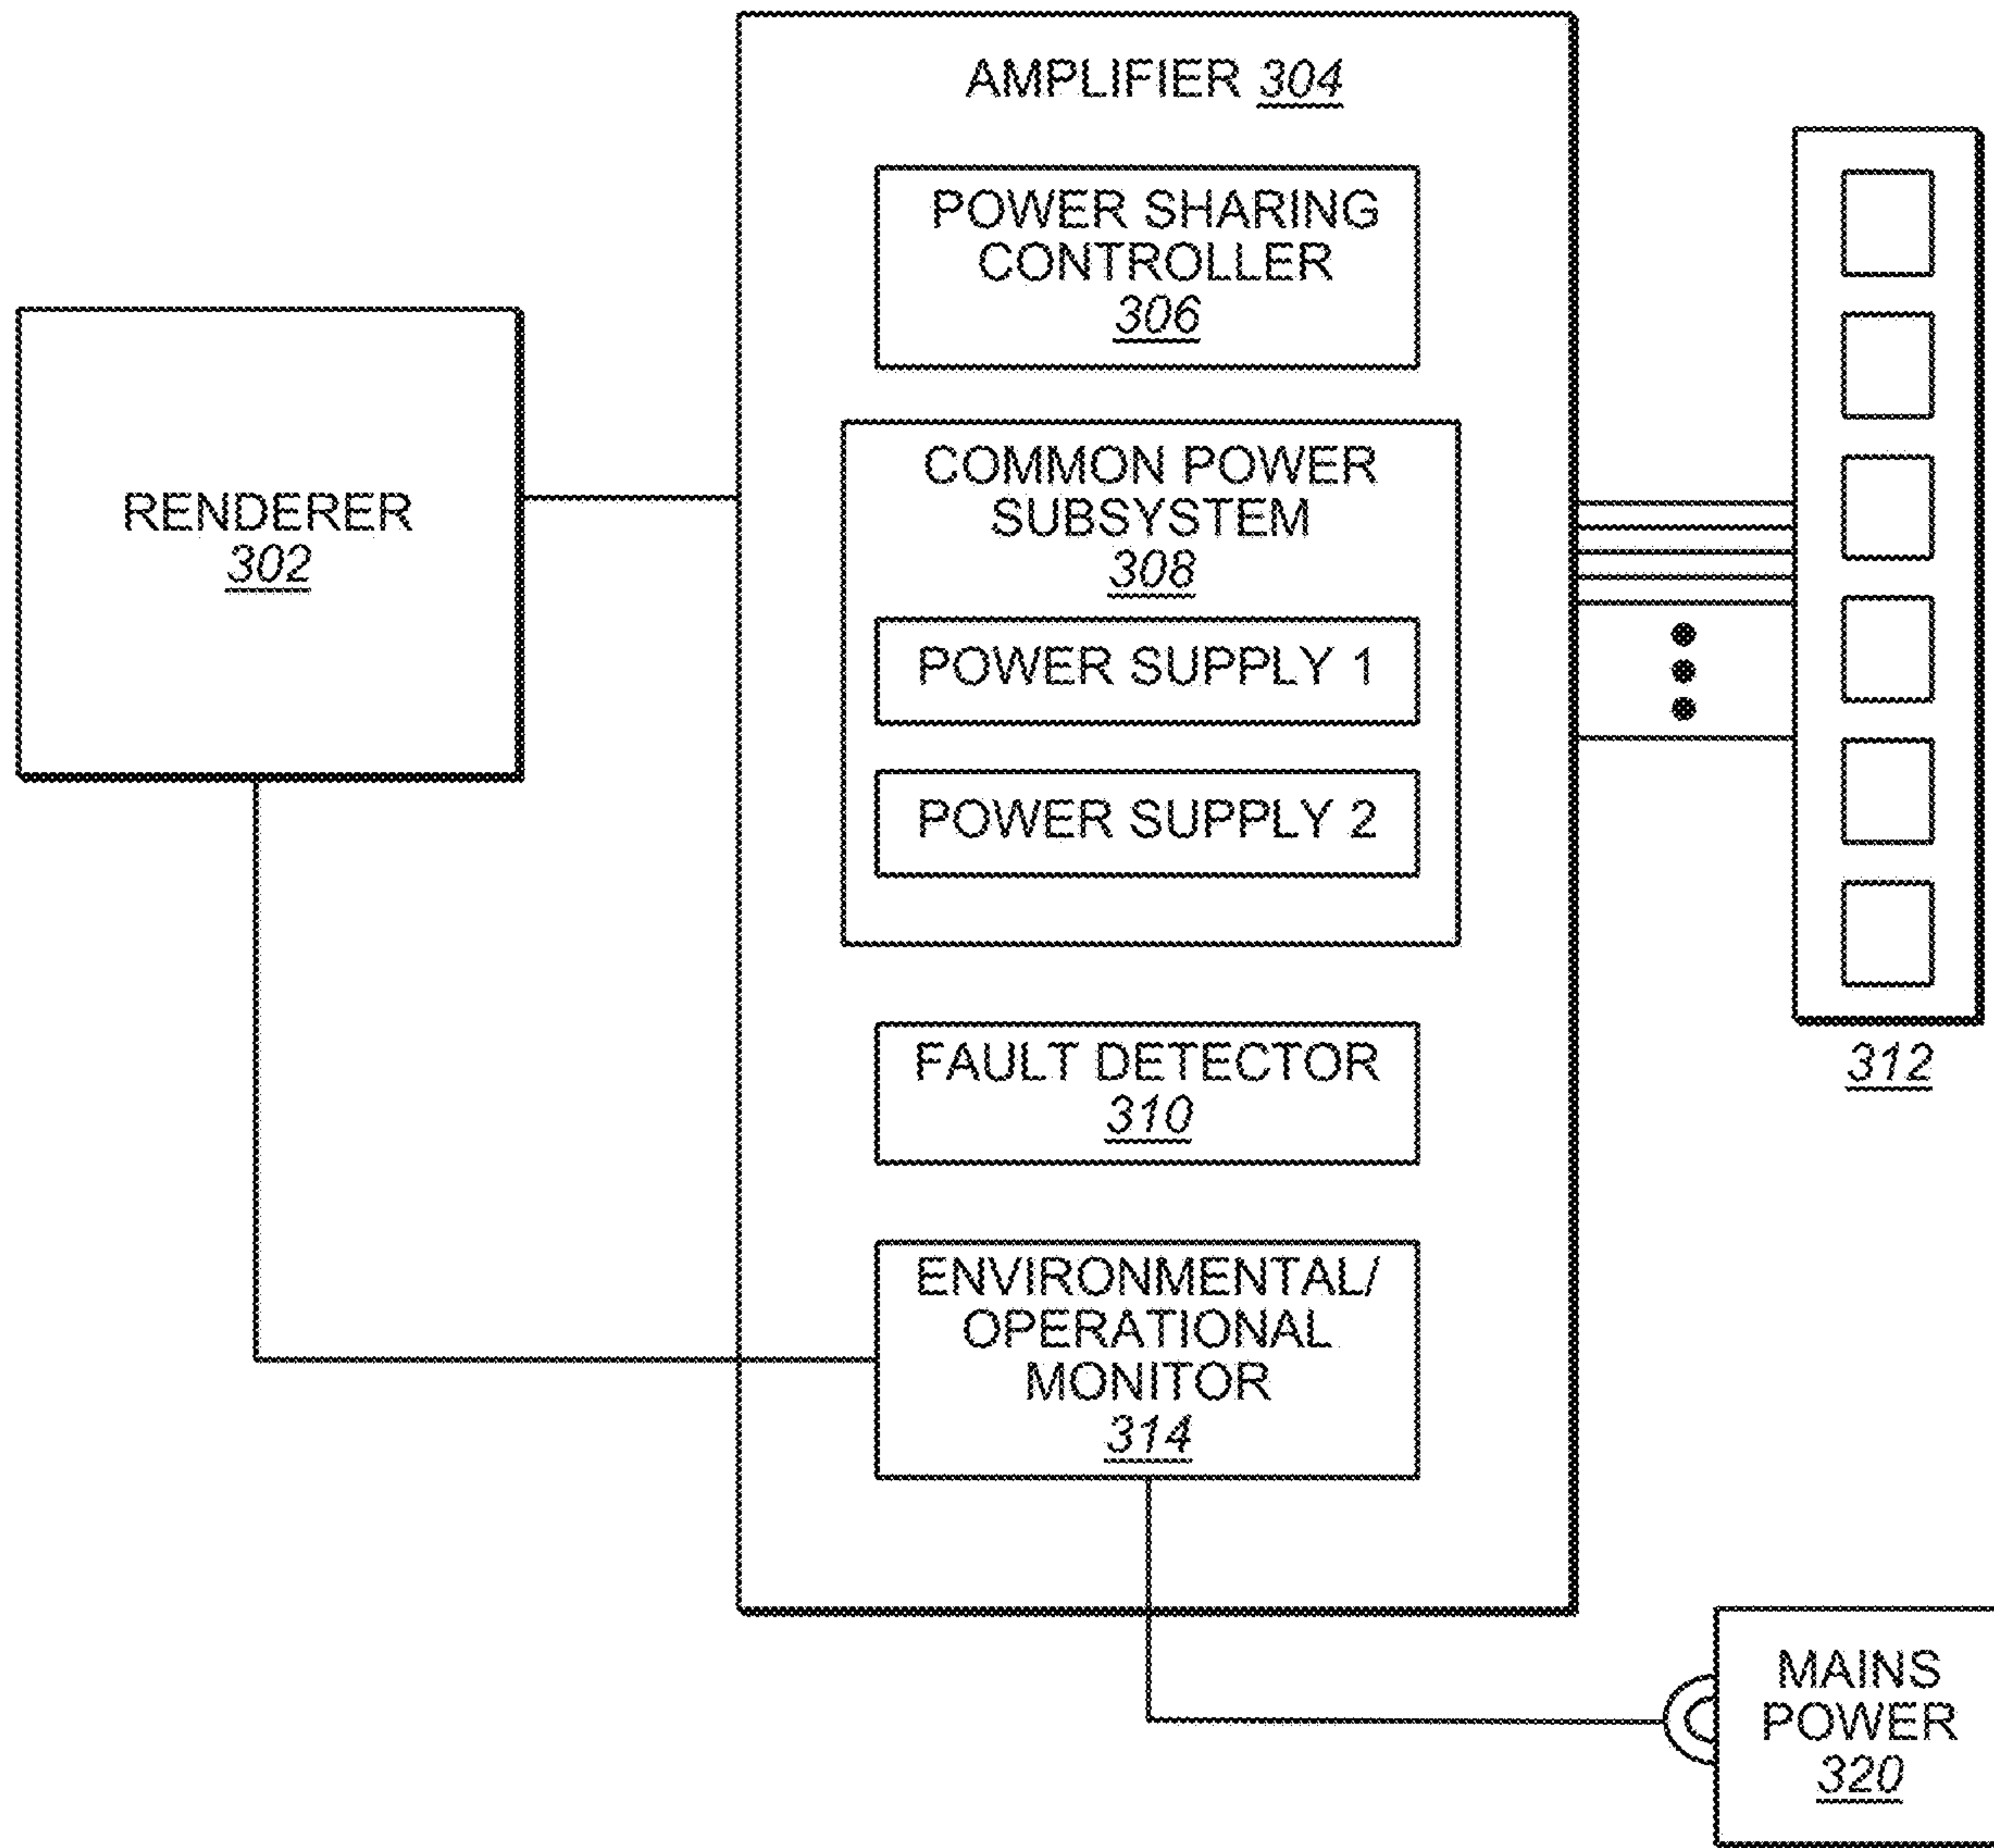 AMPLIFIER 304
POWER SHARING
CONTROLLER
306
RENDERER
302
COMMON POWER
SUBSYSTEM
308
POWER SUPPLY 1
POWER SUPPLY 2
FAULT DETECTOR
310
ENVIRONMENTAL/
OPERATIONAL
MONITOR
314
312
MAINS
POWER
320